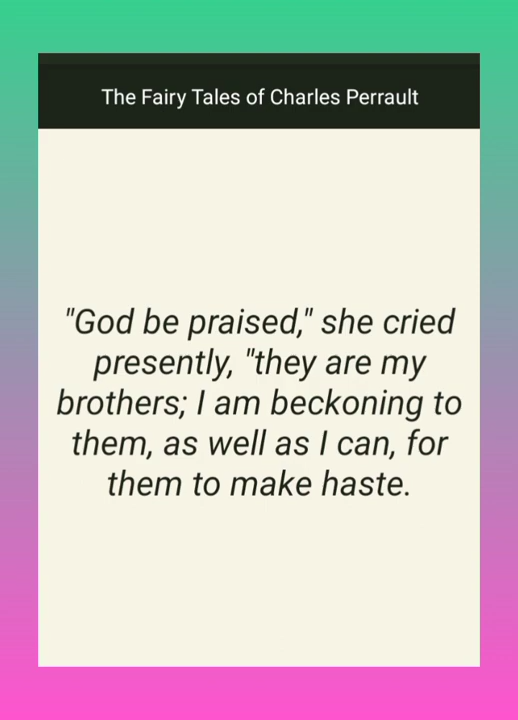 The Fairy Tales of Charles Perrault
"God be praised," she cried
presently, "they are my
brothers; I am beckoning to
them, as well as I can, for
them to make haste.